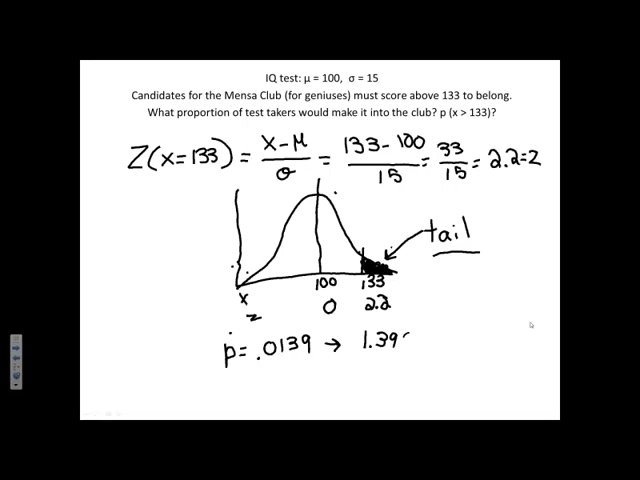 IQ test: μ = 100, σ = 15
Candidates for the Mensa Club (for geniuses) must score above 133 to belong.
What proportion of test takers would make it into the club? p (x > 133)?
Z(x=133) = x-μ/σ = 133-100/15 = 33/15 = 2.2=Z
tail
x 100 133
z 0 2.2
p= .0139 → 1.39